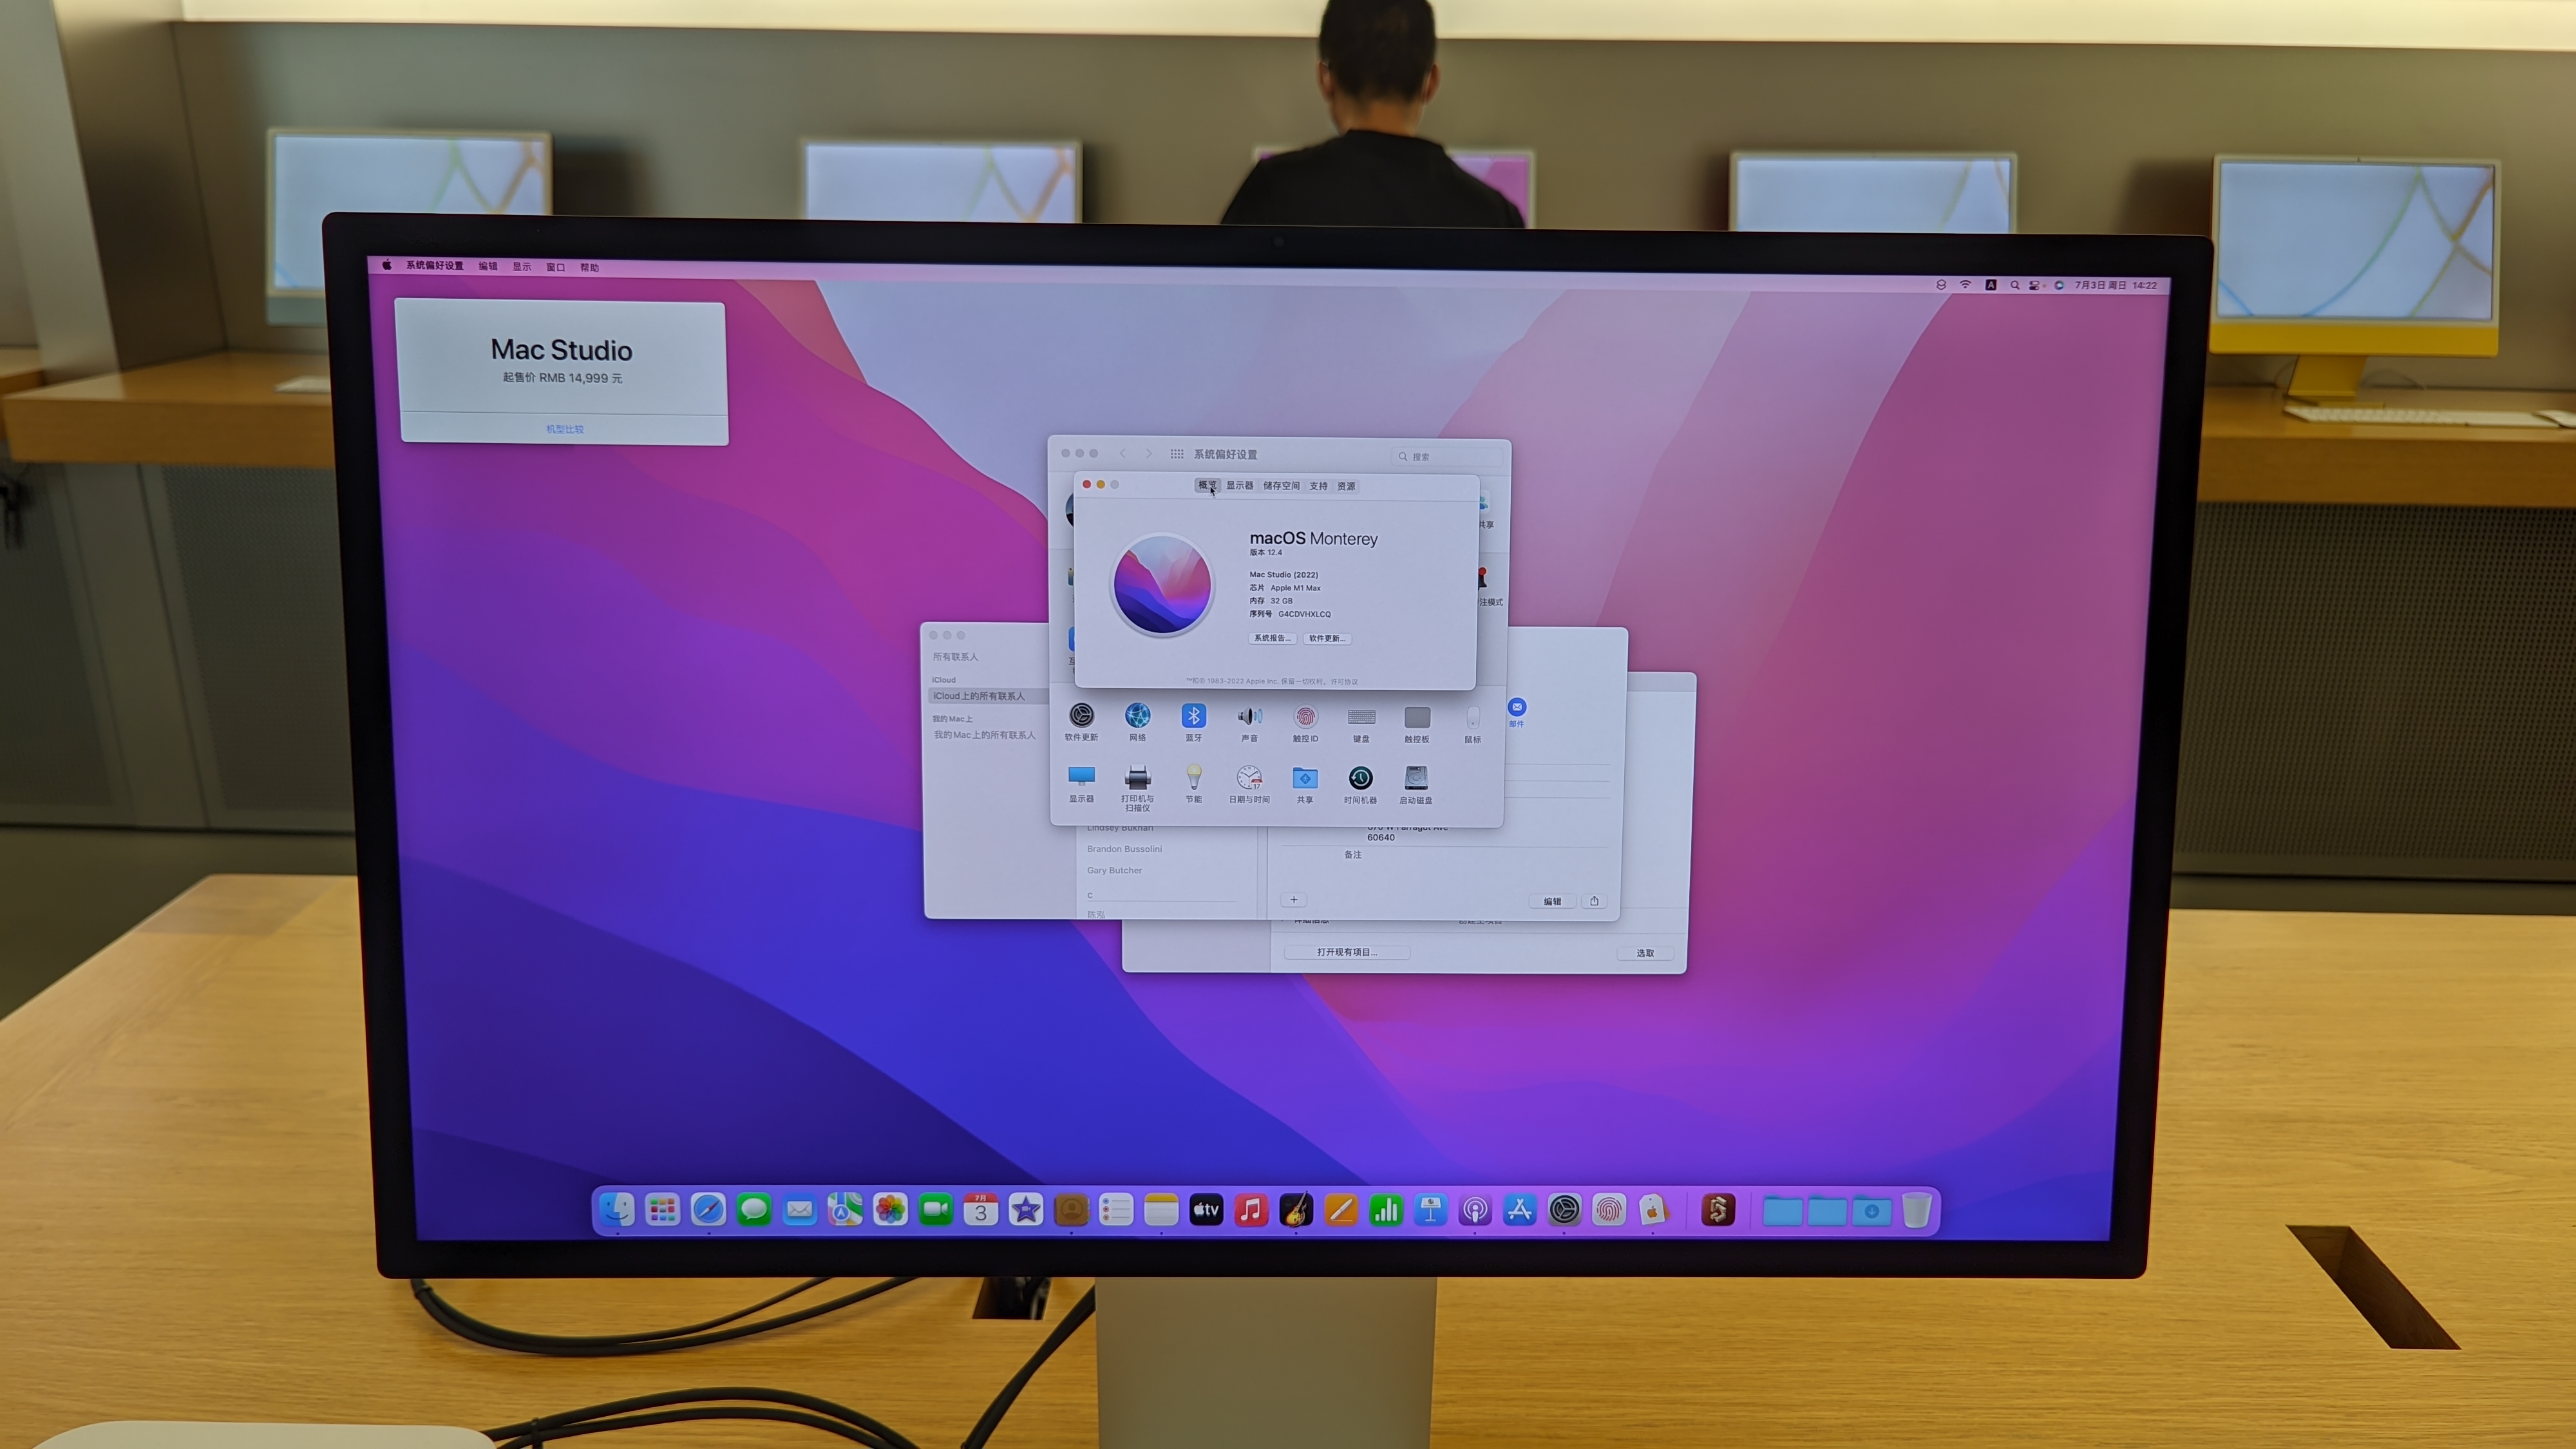 系统偏好设置 编辑 显示 窗口 帮助
7月3日 周日 14:22
Mac Studio
起售价 RMB 14,999 元
机型比较
系统偏好设置
搜索
概览 显示器 储存空间 支持 资源
macOS Monterey
版本 12.4
Mac Studio (2022)
芯片 Apple M1 Max
内存 32 GB
序列号 G4CDVHXLCQ
系统报告... 软件更新...
™和© 1983-2022 Apple Inc. 保留一切权利。许可协议
共享
注模式
所有联系人
iCloud
iCloud 上的所有联系人
我的 Mac 上
我的 Mac 上的所有联系人
软件更新 网络 蓝牙 声音 触控 ID 键盘 触控板 鼠标
邮件
显示器 打印机与扫描仪 节能 日期与时间 共享 时间机器 启动磁盘
17
Lindsey Bukhari
Brandon Bussolini
Gary Butcher
C
陈泓
60640
备注
编辑
打开现有项目...
选取
7月
3
tv